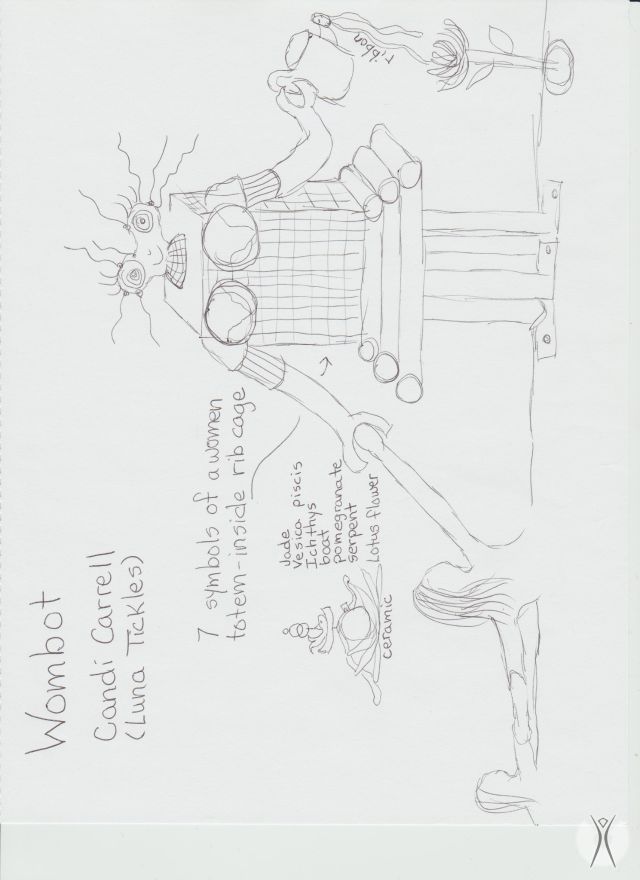 Wombot
Candi Carrell
(Luna Tickles)
7 symbols of a women
totem-inside rib cage
Jade
Vesica piscis
Ichthys
boat
pomegranate
serpent
Lotus flower
ceramic
ribbon